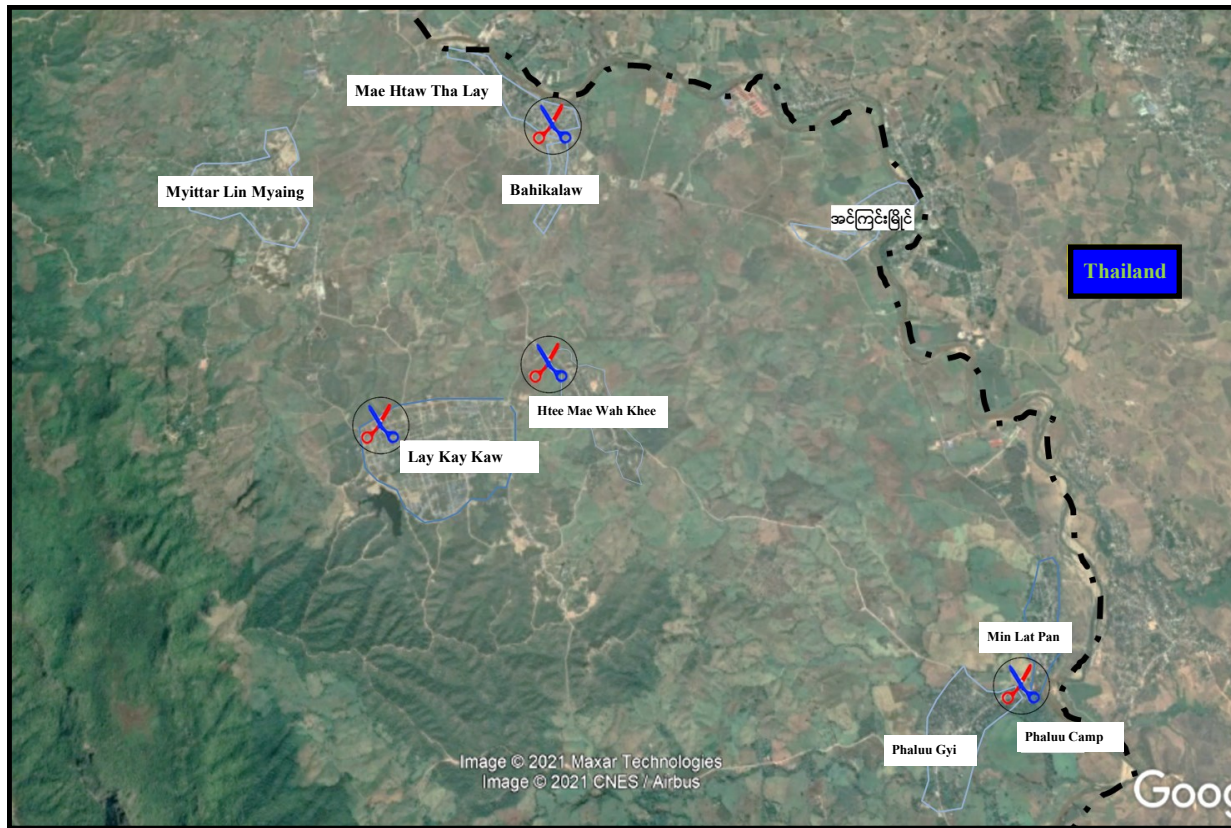 Mae Htaw Tha Lay
Myittar Lin Myaing
Bahikalaw
အင်ကြင်းမြိုင်
Thailand
Htee Mae Wah Khee
Lay Kay Kaw
Min Lat Pan
Phaluu Gyi
Phaluu Camp
Image © 2021 Maxar Technologies
Image © 2021 CNES / Airbus
Goo